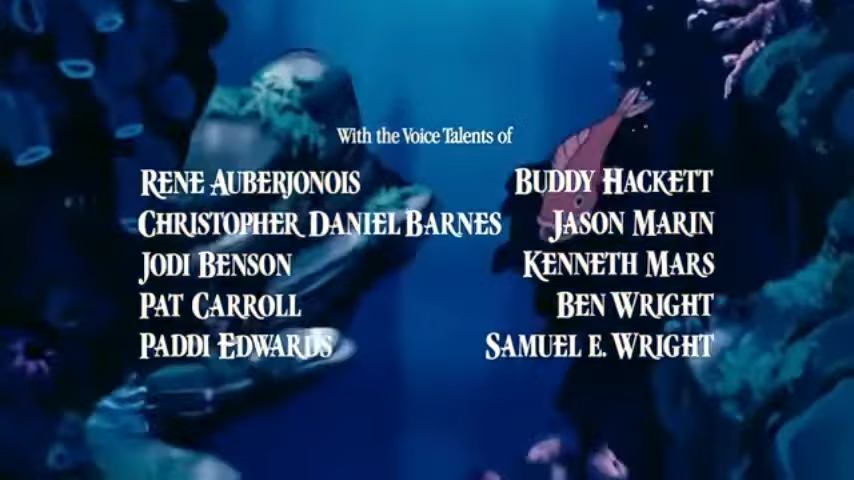 With the Voice Talents of
RENE AUBERJONOIS
BUDDY HACKETT
CHRISTOPHER DANIEL BARNES
JASON MARIN
JODI BENSON
KENNETH MARS
PAT CARROLL
BEN WRIGHT
PADDI EDWARDS
SAMUEL E. WRIGHT